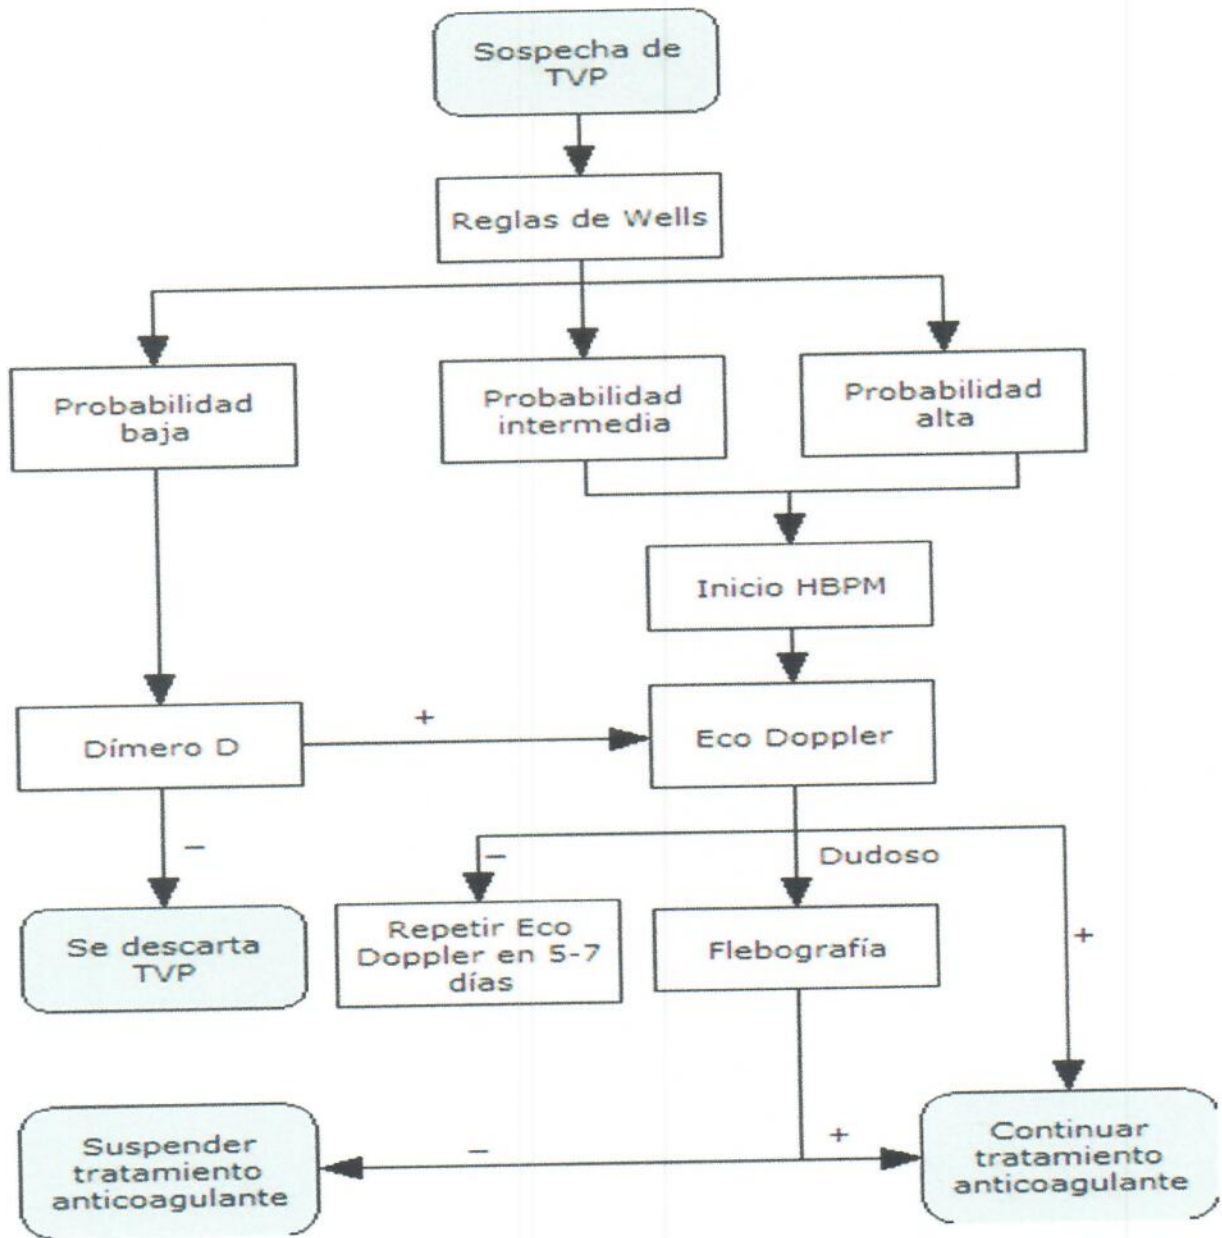 Sospecha de
TVP
Reglas de Wells
Probabilidad
baja
Probabilidad
intermedia
Probabilidad
alta
Inicio HBPM
Dímero D
+
Eco Doppler
−
−
Dudoso
+
Se descarta
TVP
Repetir Eco
Doppler en 5-7
días
Flebografía
Suspender
tratamiento
anticoagulante
−
+
Continuar
tratamiento
anticoagulante